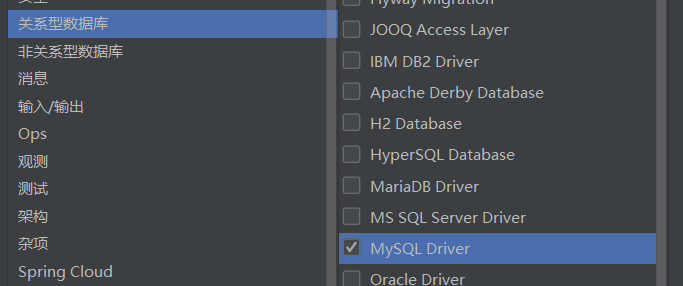 关系型数据库
非关系型数据库
消息
输入/输出
Ops
观测
测试
架构
杂项
Spring Cloud
Flyway Migration
JOOQ Access Layer
IBM DB2 Driver
Apache Derby Database
H2 Database
HyperSQL Database
MariaDB Driver
MS SQL Server Driver
MySQL Driver
Oracle Driver